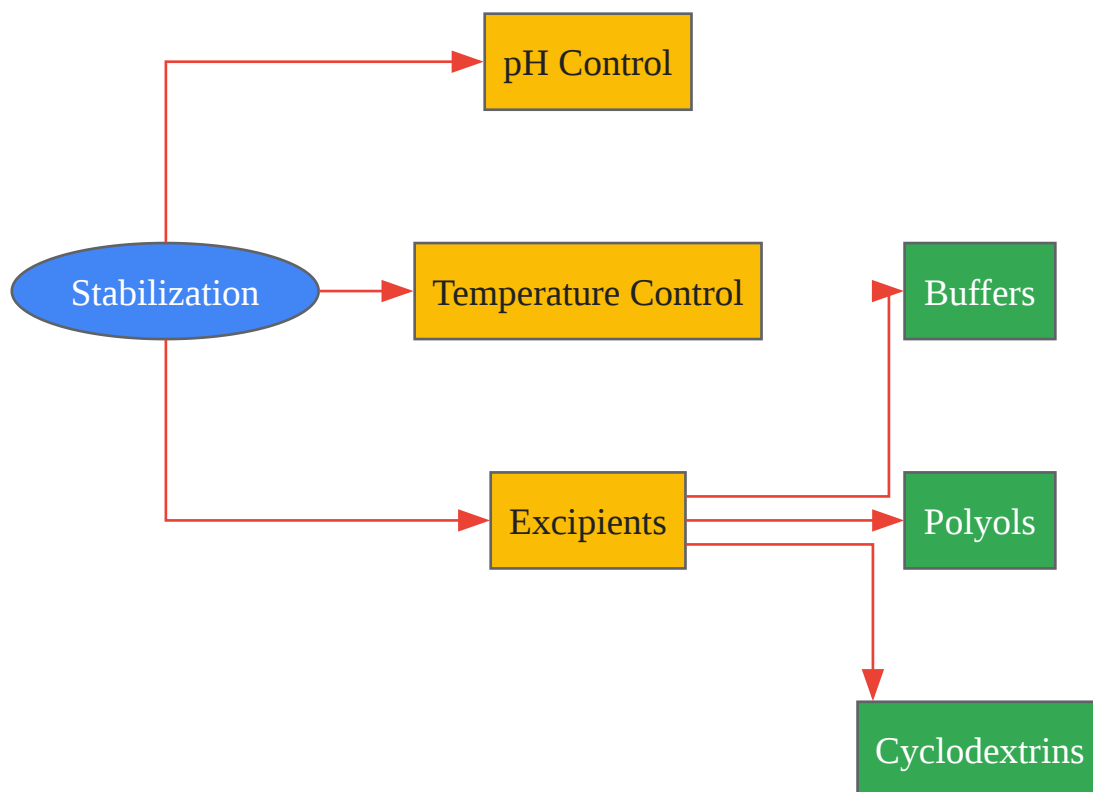 pH Control
Stabilization
Temperature Control
Buffers
Excipients
Polyols
Cyclodextrins